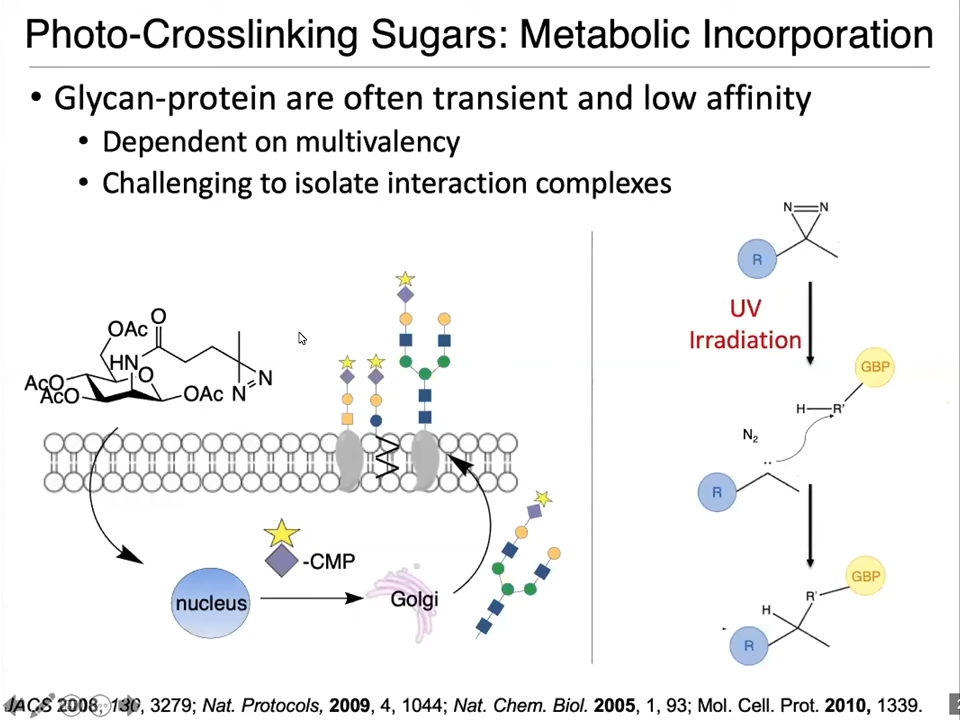 Photo-Crosslinking Sugars: Metabolic Incorporation
• Glycan-protein are often transient and low affinity
• Dependent on multivalency
• Challenging to isolate interaction complexes
N N
R
UV
Irradiation
GBP
H R'
N2
R
GBP
R'
H
R
OAc O
HN
O
AcO
AcO
OAc N
N
-CMP
nucleus
Golgi
JACS 2008, 130, 3279; Nat. Protocols, 2009, 4, 1044; Nat. Chem. Biol. 2005, 1, 93; Mol. Cell. Prot. 2010, 1339.